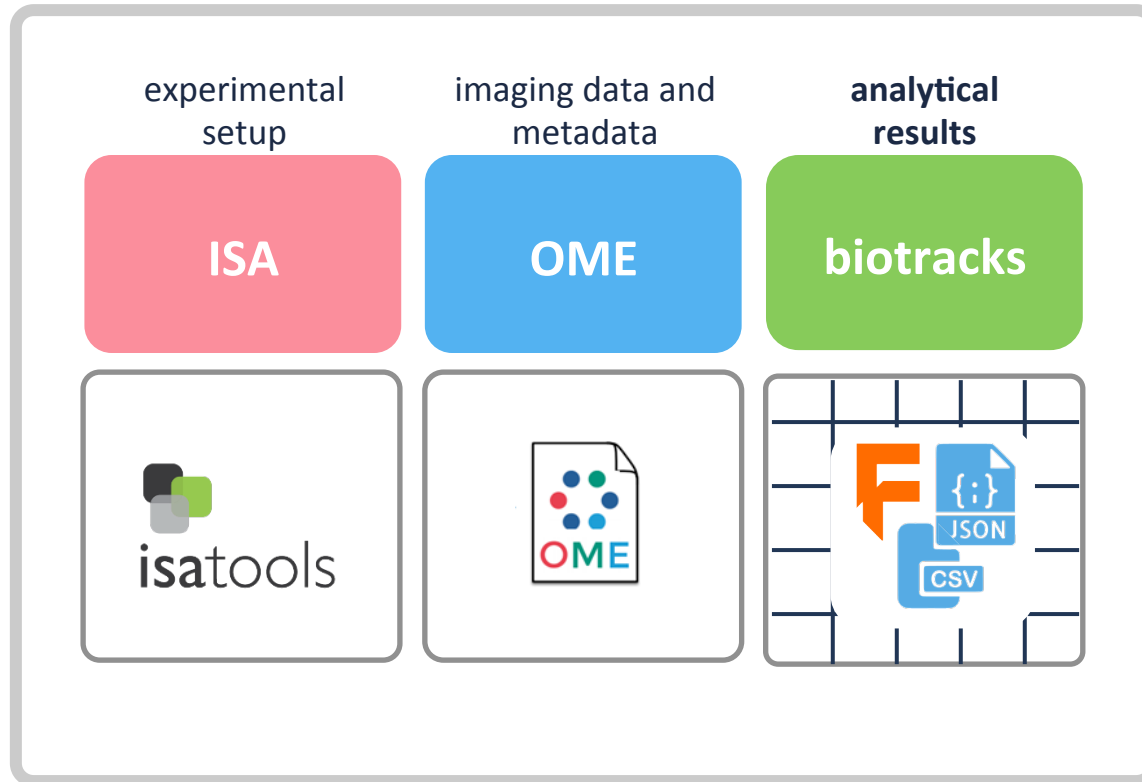 experimental
setup
imaging data and
metadata
analytical
results
ISA
OME
biotracks
isatools
OME
{;}
JSON
CSV